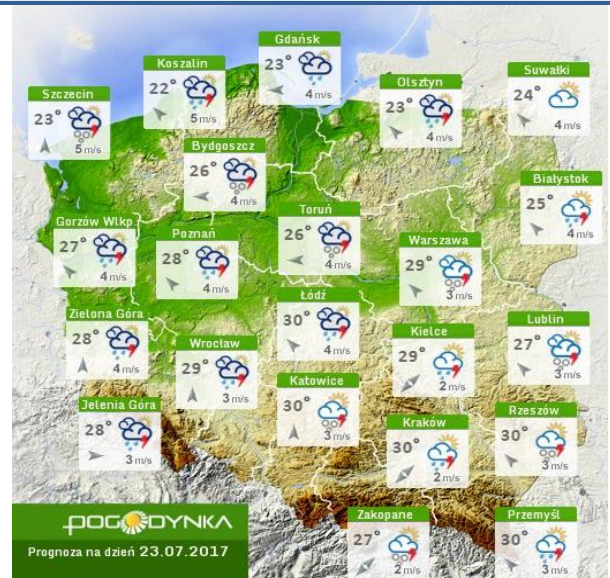 Gdańsk
23°
4 m/s
Koszalin
22°
5 m/s
Suwałki
24°
4 m/s
Olsztyn
23°
4 m/s
Szczecin
23°
5 m/s
Bydgoszcz
26°
4 m/s
Białystok
25°
4 m/s
Toruń
26°
4 m/s
Gorzów Wlkp.
27°
4 m/s
Poznań
28°
4 m/s
Warszawa
29°
3 m/s
Łódź
30°
4 m/s
Zielona Góra
28°
4 m/s
Lublin
27°
3 m/s
Kielce
29°
2 m/s
Wrocław
29°
3 m/s
Katowice
30°
3 m/s
Jelenia Góra
28°
3 m/s
Rzeszów
30°
3 m/s
Kraków
30°
2 m/s
Zakopane
27°
2 m/s
Przemyśl
30°
3 m/s
POGODYNKA
Prognoza na dzień 23.07.2017